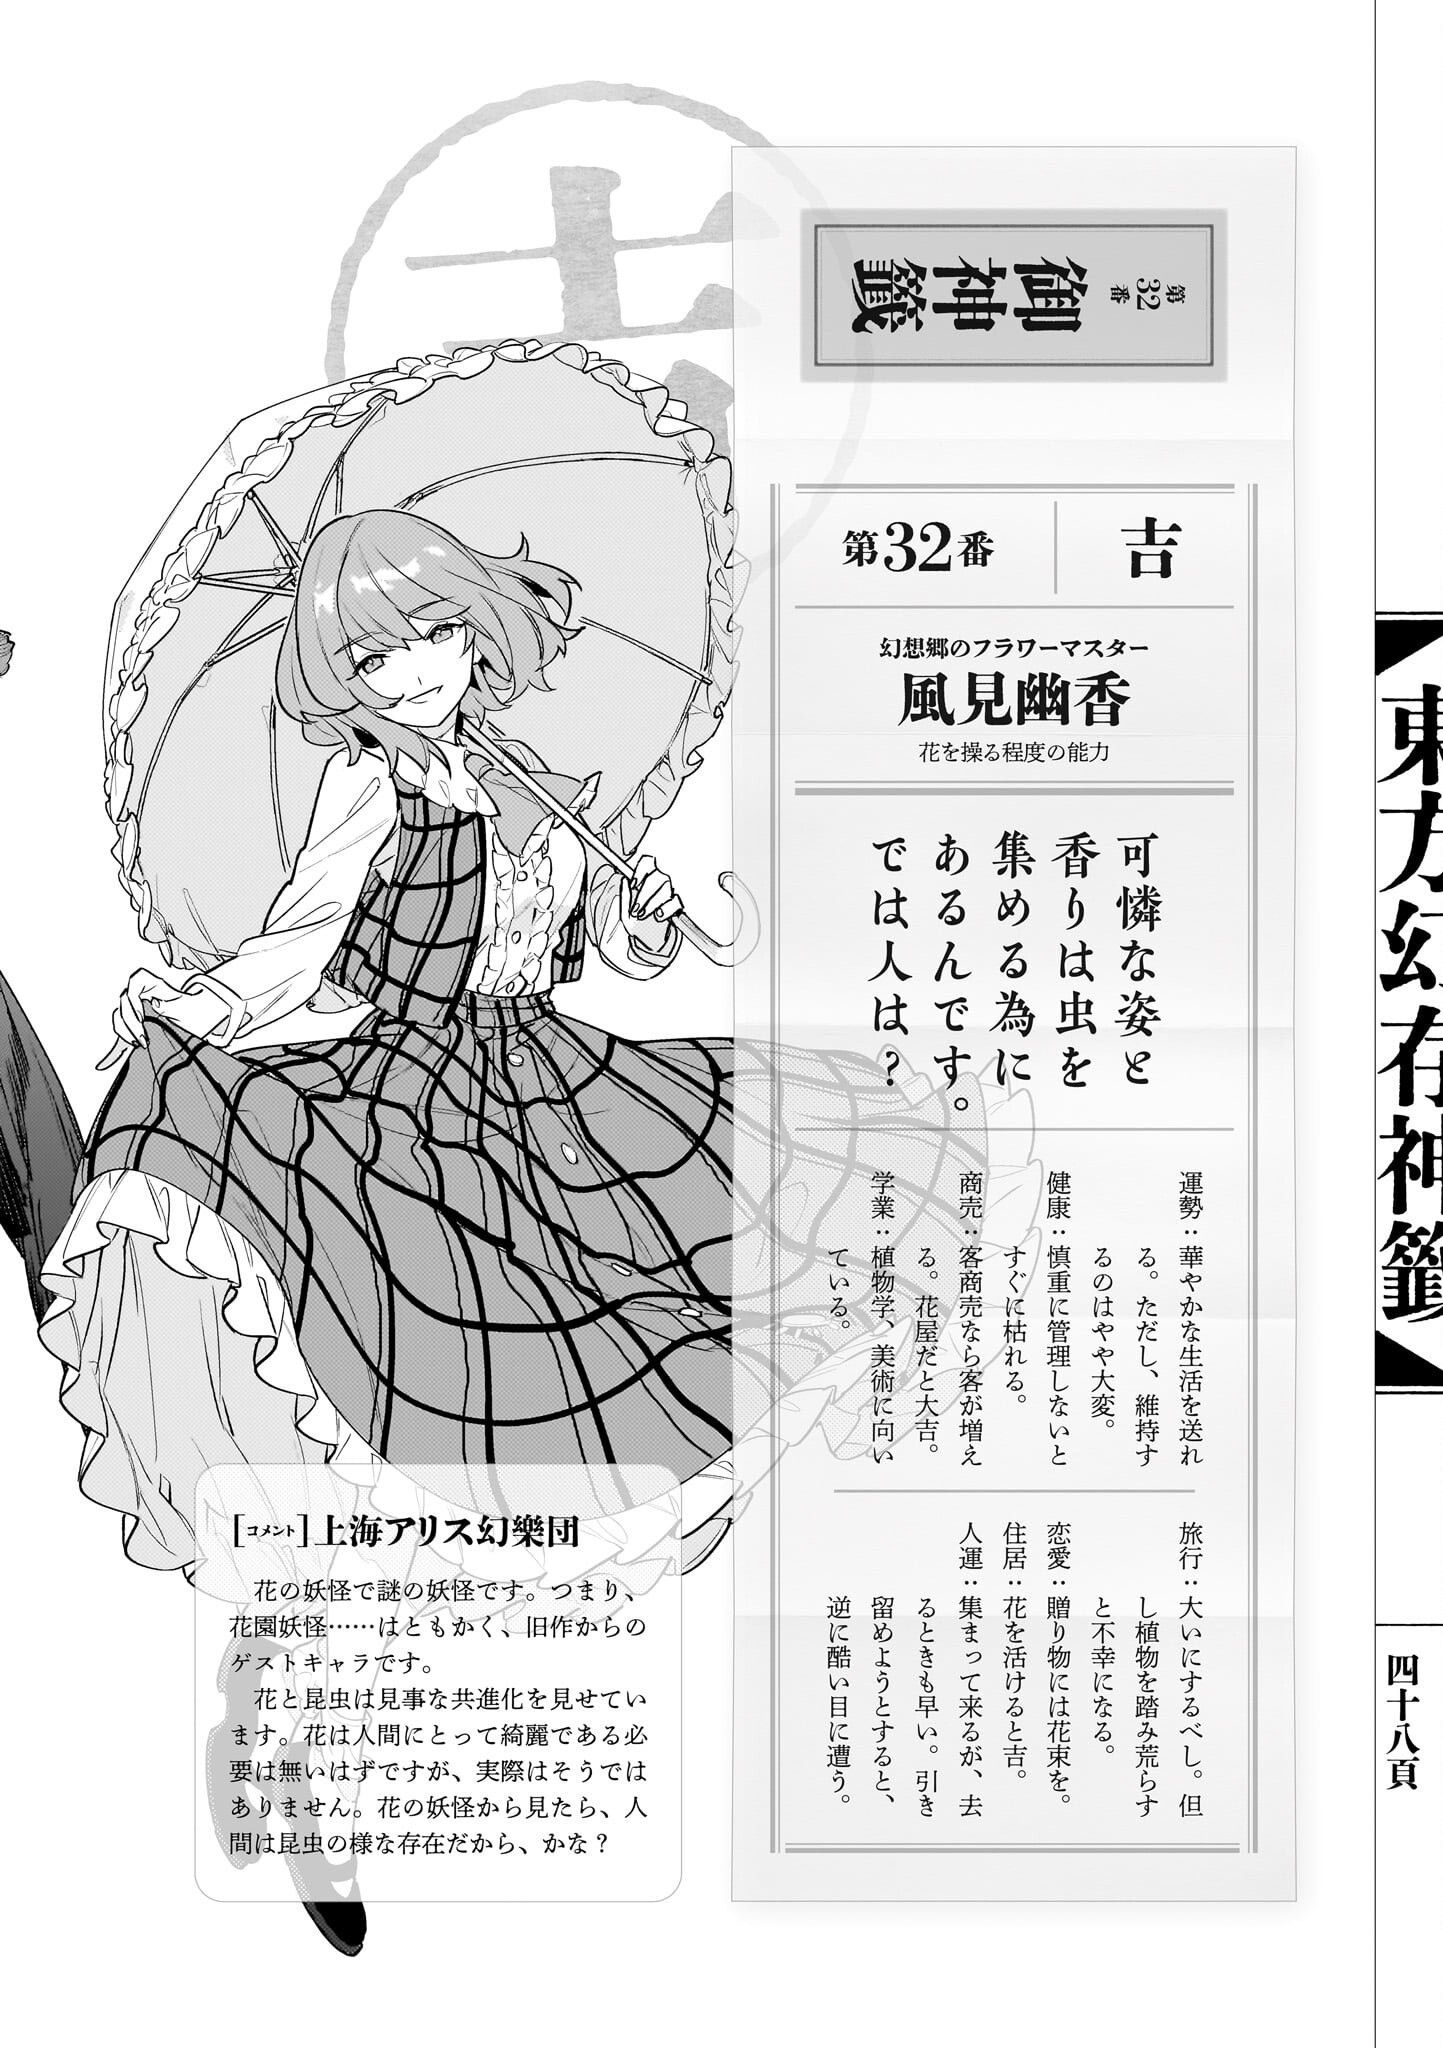 東方幻存神籤
四十八頁
御神籤
第32番
第32番
吉
幻想郷のフラワーマスター
風見幽香
花を操る程度の能力
可憐な姿と
香りは虫を
集める為に
あるんです。
では人は？
運勢：華やかな生活を送れ
る。ただし、維持す
るのはやや大変。
健康：慎重に管理しないと
すぐに枯れる。
商売：客商売なら客が増え
る。花屋だと大吉。
学業：植物学、美術に向い
ている。
旅行：大いにするべし。但
し植物を踏み荒らす
と不幸になる。
恋愛：贈り物には花束を。
住居：花を活けると吉。
人運：集まって来るが、去
るときも早い。引き
留めようとすると、
逆に酷い目に遭う。
［コメント］上海アリス幻樂団
花の妖怪で謎の妖怪です。つまり、
花園妖怪……はともかく、旧作からの
ゲストキャラです。
花と昆虫は見事な共進化を見せてい
ます。花は人間にとって綺麗である必
要は無いはずですが、実際はそうでは
ありません。花の妖怪から見たら、人
間は昆虫の様な存在だから、かな？